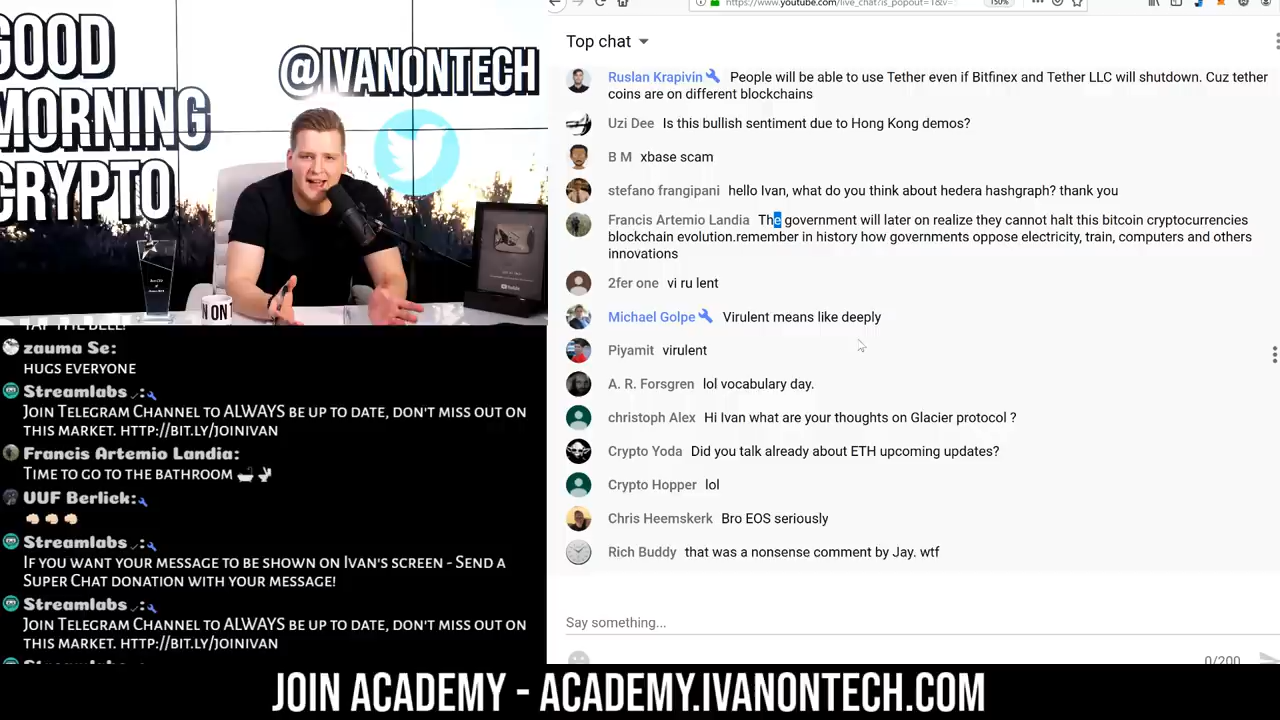 GOOD
MORNING
CRYPTO
@IVANONTECH
YouTube
zauma Se:
HUGS EVERYONE
Streamlabs :
JOIN TELEGRAM CHANNEL TO ALWAYS BE UP TO DATE, DON'T MISS OUT ON
THIS MARKET. HTTP://BIT.LY/JOINIVAN
Francis Artemio Landia:
TIME TO GO TO THE BATHROOM 🛁🚽
UUF Berlick:
👊🏻👊🏻👊🏻
Streamlabs :
IF YOU WANT YOUR MESSAGE TO BE SHOWN ON IVAN'S SCREEN - SEND A
SUPER CHAT DONATION WITH YOUR MESSAGE!
Streamlabs :
JOIN TELEGRAM CHANNEL TO ALWAYS BE UP TO DATE, DON'T MISS OUT ON
THIS MARKET. HTTP://BIT.LY/JOINIVAN
150%
Top chat
Ruslan Krapivin People will be able to use Tether even if Bitfinex and Tether LLC will shutdown. Cuz tether
coins are on different blockchains
Uzi Dee Is this bullish sentiment due to Hong Kong demos?
B M xbase scam
stefano frangipani hello Ivan, what do you think about hedera hashgraph? thank you
Francis Artemio Landia The government will later on realize they cannot halt this bitcoin cryptocurrencies
blockchain evolution.remember in history how governments oppose electricity, train, computers and others
innovations
2fer one vi ru lent
Michael Golpe Virulent means like deeply
Piyamit virulent
A. R. Forsgren lol vocabulary day.
christoph Alex Hi Ivan what are your thoughts on Glacier protocol ?
Crypto Yoda Did you talk already about ETH upcoming updates?
Crypto Hopper lol
Chris Heemskerk Bro EOS seriously
Rich Buddy that was a nonsense comment by Jay. wtf
Say something...
0/200
JOIN ACADEMY - ACADEMY.IVANONTECH.COM